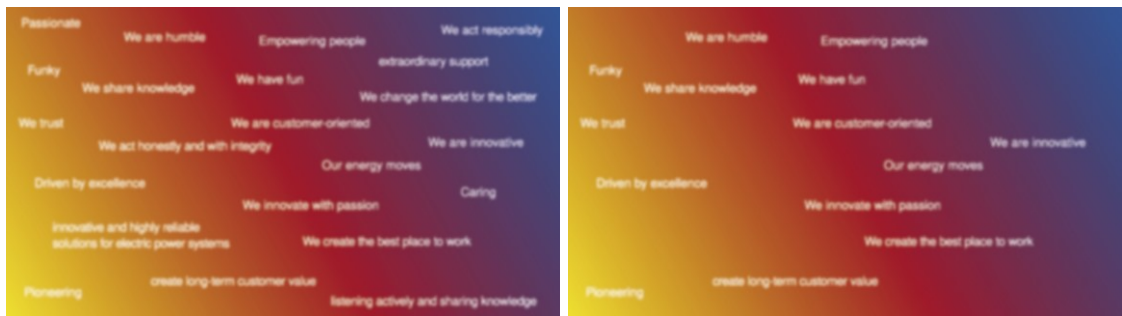 Passionate
We are humble
Empowering people
We act responsibly
extraordinary support
Funky
We have fun
We share knowledge
We change the world for the better
We trust
We are customer-oriented
We act honestly and with integrity
We are innovative
Our energy moves
Driven by excellence
Caring
We innovate with passion
innovative and highly reliable
solutions for electric power systems
We create the best place to work
create long-term customer value
Pioneering
listening actively and sharing knowledge
We are humble
Empowering people
Funky
We have fun
We share knowledge
We trust
We are customer-oriented
We are innovative
Our energy moves
Driven by excellence
We innovate with passion
We create the best place to work
create long-term customer value
Pioneering